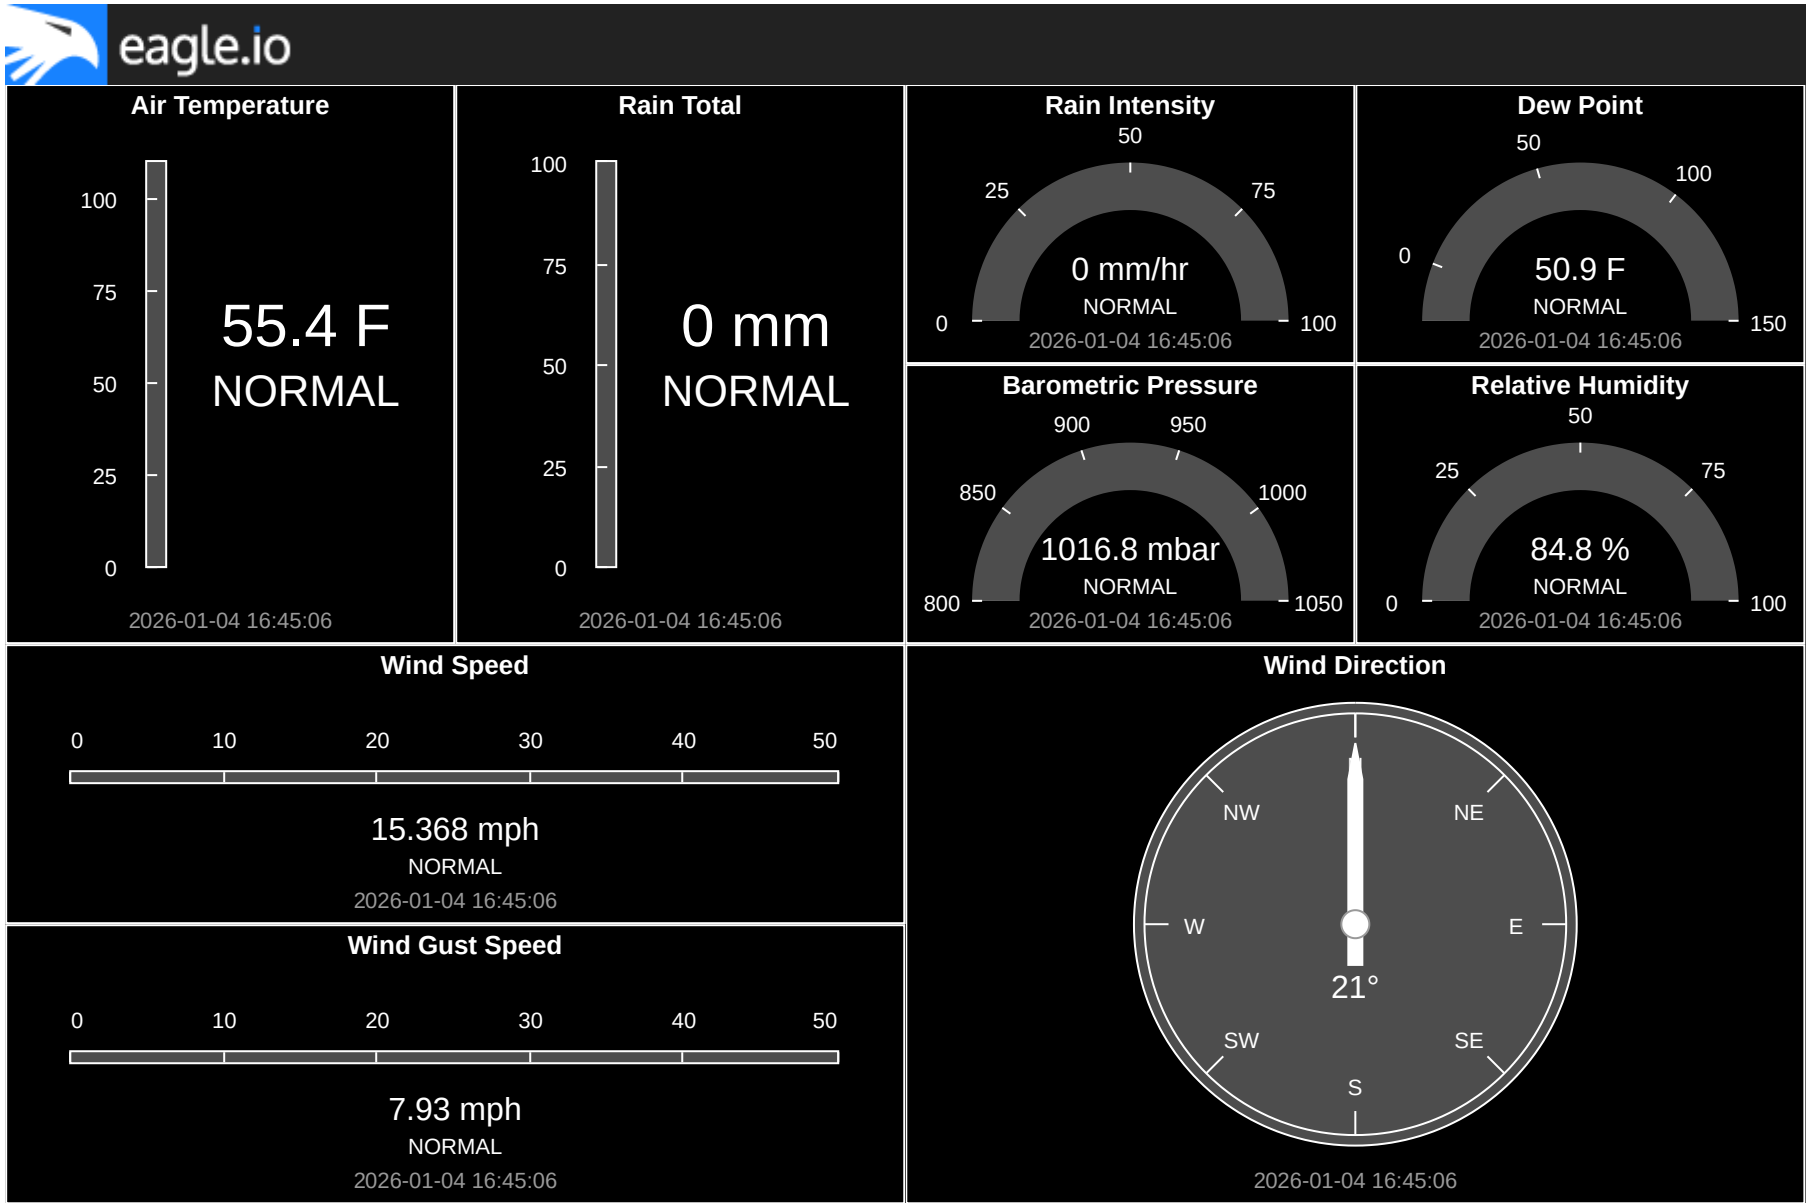 eagle.io
Air Temperature
100
75
50
25
0
55.4 F
NORMAL
2026-01-04 16:45:06
Rain Total
100
75
50
25
0
0 mm
NORMAL
2026-01-04 16:45:06
Rain Intensity
0
25
50
75
100
0 mm/hr
NORMAL
2026-01-04 16:45:06
Dew Point
0
50
100
150
50.9 F
NORMAL
2026-01-04 16:45:06
Barometric Pressure
800
850
900
950
1000
1050
1016.8 mbar
NORMAL
2026-01-04 16:45:06
Relative Humidity
0
25
50
75
100
84.8 %
NORMAL
2026-01-04 16:45:06
Wind Speed
0 10 20 30 40 50
15.368 mph
NORMAL
2026-01-04 16:45:06
Wind Gust Speed
0 10 20 30 40 50
7.93 mph
NORMAL
2026-01-04 16:45:06
Wind Direction
NW NE
W E
21°
SW SE
S
2026-01-04 16:45:06